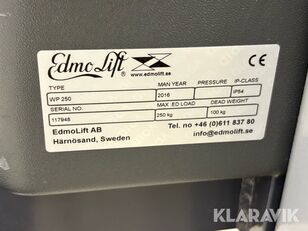 Edmo Lift ®
www.edmolift.se
CE
TYPE MAN YEAR PRESSURE IP-CLASS
WP 250 2016 IP54
SERIAL NO. MAX ED LOAD DEAD WEIGHT
117948 250 kg 100 kg
EdmoLift AB Tel. no +46 (0)611 837 80
Härnösand, Sweden info@edmolift.se
KLARAVIK